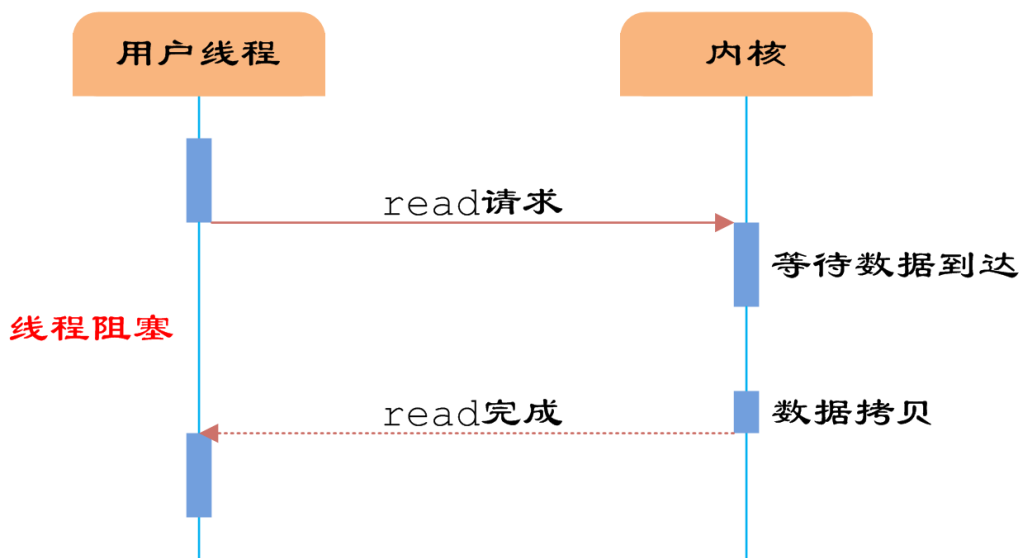 用户线程
内核
read请求
等待数据到达
线程阻塞
read完成
数据拷贝